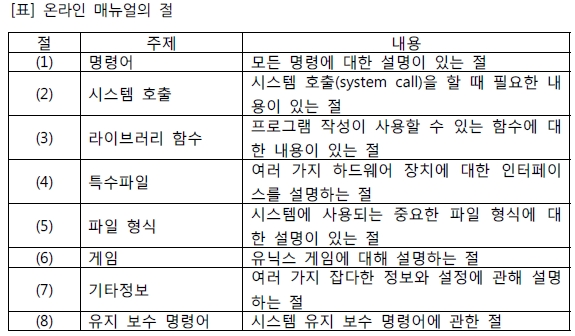 [표] 온라인 매뉴얼의 절
절 주제 내용
(1) 명령어 모든 명령에 대한 설명이 있는 절
(2) 시스템 호출 시스템 호출(system call)을 할 때 필요한 내
용이 있는 절
(3) 라이브러리 함수 프로그램 작성이 사용할 수 있는 함수에 대
한 내용이 있는 절
(4) 특수파일 여러 가지 하드웨어 장치에 대한 인터페이
스를 설명하는 절
(5) 파일 형식 시스템에 사용되는 중요한 파일 형식에 대
한 설명이 있는 절
(6) 게임 유닉스 게임에 대해 설명하는 절
(7) 기타정보 여러 가지 잡다한 정보와 설정에 관해 설명
하는 절
(8) 유지 보수 명령어 시스템 유지 보수 명령어에 관한 절